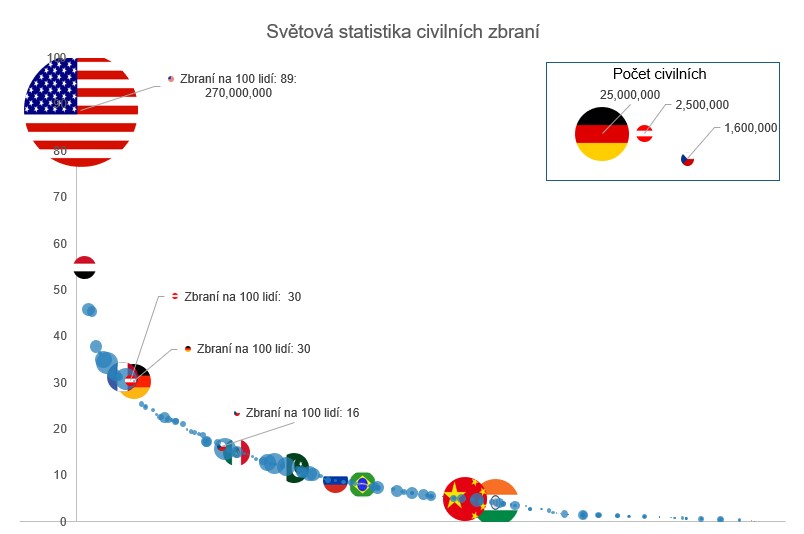 Světová statistika civilních zbraní
100
90
80
70
60
50
40
30
20
10
0
Zbraní na 100 lidí: 89:
270,000,000
Zbraní na 100 lidí: 30
Zbraní na 100 lidí: 30
Zbraní na 100 lidí: 16
Počet civilních
25,000,000
2,500,000
1,600,000